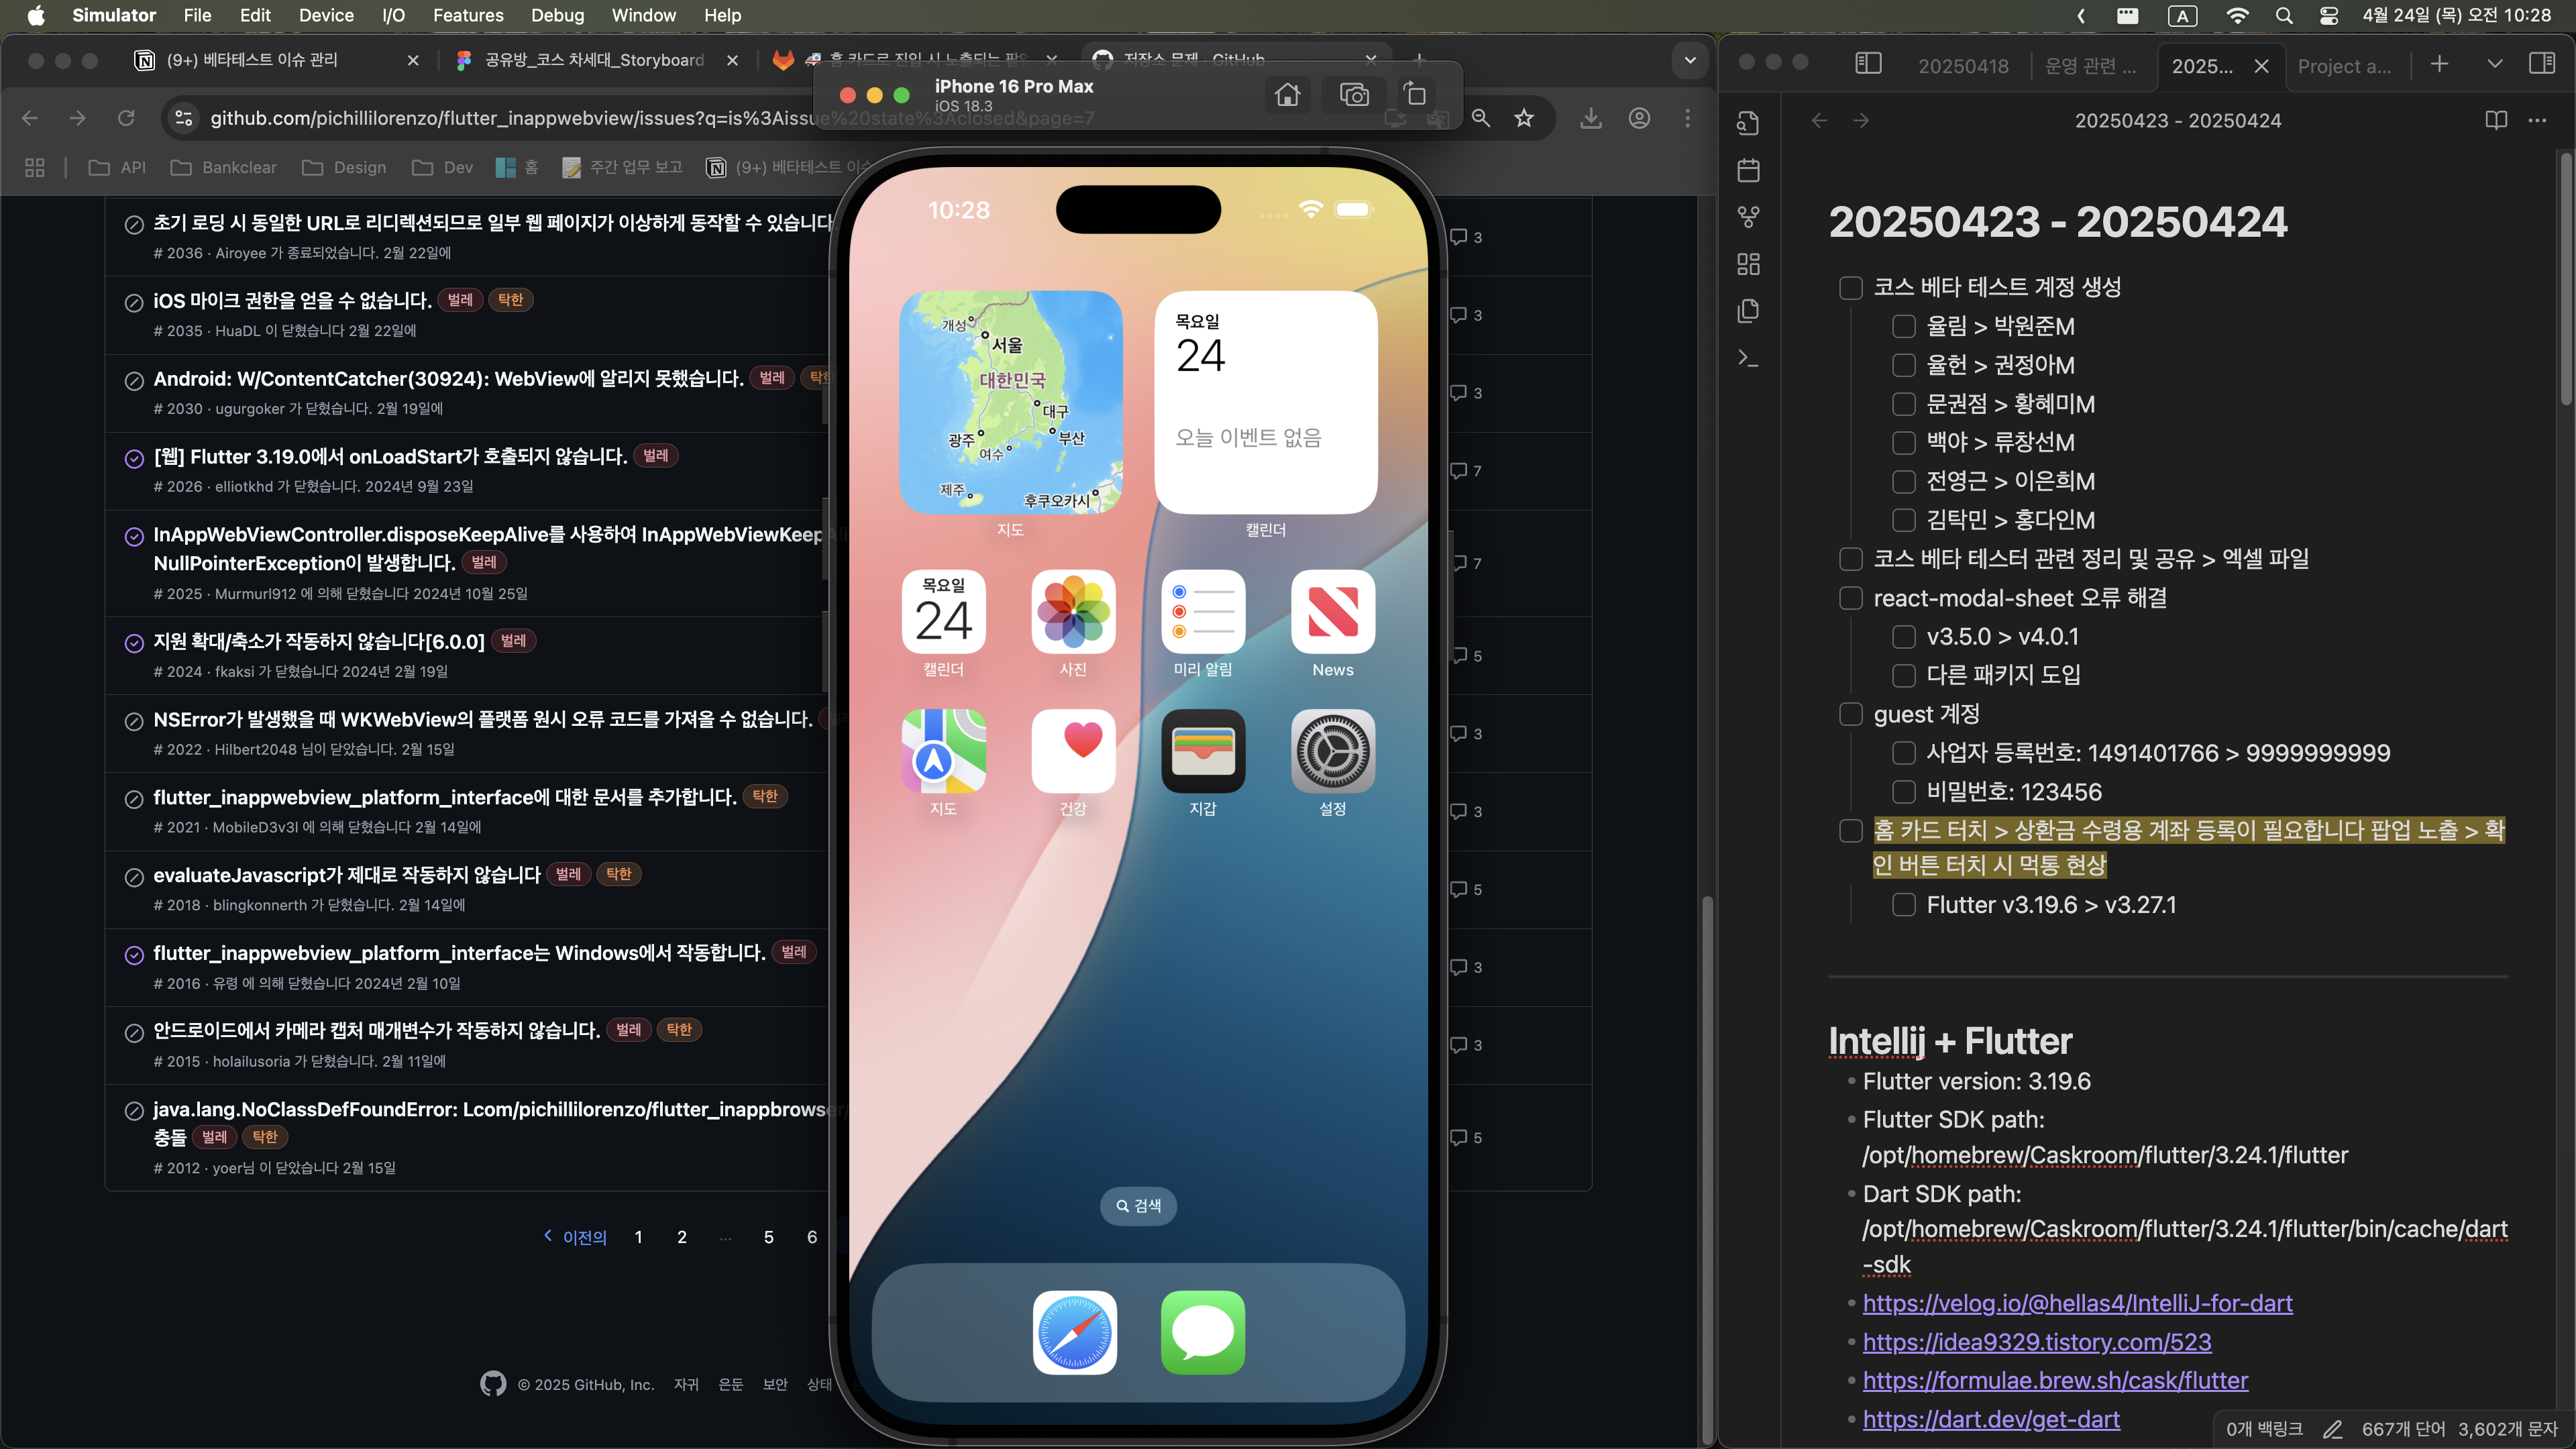 Simulator File Edit Device I/O Features Debug Window Help
A 4월 24일 (목) 오전 10:28
(9+) 베타테스트 이슈 관리
공유방_코스 차세대_Storyboard
홈 카드로 진입 시 노출되는 팝업
저장소 문제 · GitHub
github.com/pichillilorenzo/flutter_inappwebview/issues?q=is%3Aissue%20state%3Aclosed&page=7
API
Bankclear
Design
Dev
홈
주간 업무 보고
(9+) 베타테스트 이슈
초기 로딩 시 동일한 URL로 리디렉션되므로 일부 웹 페이지가 이상하게 동작할 수 있습니다
# 2036 · Airoyee 가 종료되었습니다. 2월 22일에
3
iOS 마이크 권한을 얻을 수 없습니다. 벌레 탁한
# 2035 · HuaDL 이 닫혔습니다 2월 22일에
3
Android: W/ContentCatcher(30924): WebView에 알리지 못했습니다. 벌레 탁한
# 2030 · ugurgoker 가 닫혔습니다. 2월 19일에
3
[웹] Flutter 3.19.0에서 onLoadStart가 호출되지 않습니다. 벌레
# 2026 · elliotkhd 가 닫혔습니다. 2024년 9월 23일
7
InAppWebViewController.disposeKeepAlive를 사용하여 InAppWebViewKeepAli
NullPointerException이 발생합니다. 벌레
# 2025 · Murmurl912 에 의해 닫혔습니다 2024년 10월 25일
7
지원 확대/축소가 작동하지 않습니다[6.0.0] 벌레
# 2024 · fkaksi 가 닫혔습니다 2024년 2월 19일
5
NSError가 발생했을 때 WKWebView의 플랫폼 원시 오류 코드를 가져올 수 없습니다.
# 2022 · Hilbert2048 님이 닫았습니다. 2월 15일
3
flutter_inappwebview_platform_interface에 대한 문서를 추가합니다. 탁한
# 2021 · MobileD3v3l 에 의해 닫혔습니다 2월 14일에
3
evaluateJavascript가 제대로 작동하지 않습니다 벌레 탁한
# 2018 · blingkonnerth 가 닫혔습니다. 2월 14일에
5
flutter_inappwebview_platform_interface는 Windows에서 작동합니다. 벌레
# 2016 · 유령 에 의해 닫혔습니다 2024년 2월 10일
3
안드로이드에서 카메라 캡처 매개변수가 작동하지 않습니다. 벌레 탁한
# 2015 · holailusoria 가 닫혔습니다. 2월 11일에
3
java.lang.NoClassDefFoundError: Lcom/pichillilorenzo/flutter_inappbrowser/
충돌 벌레 탁한
# 2012 · yoer님 이 닫았습니다 2월 15일
5
이전의 1 2 … 5 6
© 2025 GitHub, Inc. 자귀 은둔 보안 상태
iPhone 16 Pro Max
iOS 18.3
10:28
개성
서울
대한민국
대구
광주
부산
여수
제주
후쿠오카시
지도
목요일
24
오늘 이벤트 없음
캘린더
목요일
24
캘린더 사진 미리 알림 News
지도 건강 지갑 설정
검색
20250418
운영 관련 ...
2025...
Project a...
20250423 - 20250424
20250423 - 20250424
코스 베타 테스트 계정 생성
율림 > 박원준M
율헌 > 권정아M
문권점 > 황혜미M
백야 > 류창선M
전영근 > 이은희M
김탁민 > 홍다인M
코스 베타 테스터 관련 정리 및 공유 > 엑셀 파일
react-modal-sheet 오류 해결
v3.5.0 > v4.0.1
다른 패키지 도입
guest 계정
사업자 등록번호: 1491401766 > 9999999999
비밀번호: 123456
홈 카드 터치 > 상환금 수령용 계좌 등록이 필요합니다 팝업 노출 > 확
인 버튼 터치 시 먹통 현상
Flutter v3.19.6 > v3.27.1
Intellij + Flutter
Flutter version: 3.19.6
Flutter SDK path:
/opt/homebrew/Caskroom/flutter/3.24.1/flutter
Dart SDK path:
/opt/homebrew/Caskroom/flutter/3.24.1/flutter/bin/cache/dart
-sdk
https://velog.io/@hellas4/IntelliJ-for-dart
https://idea9329.tistory.com/523
https://formulae.brew.sh/cask/flutter
https://dart.dev/get-dart
0개 백링크 667개 단어 3,602개 문자